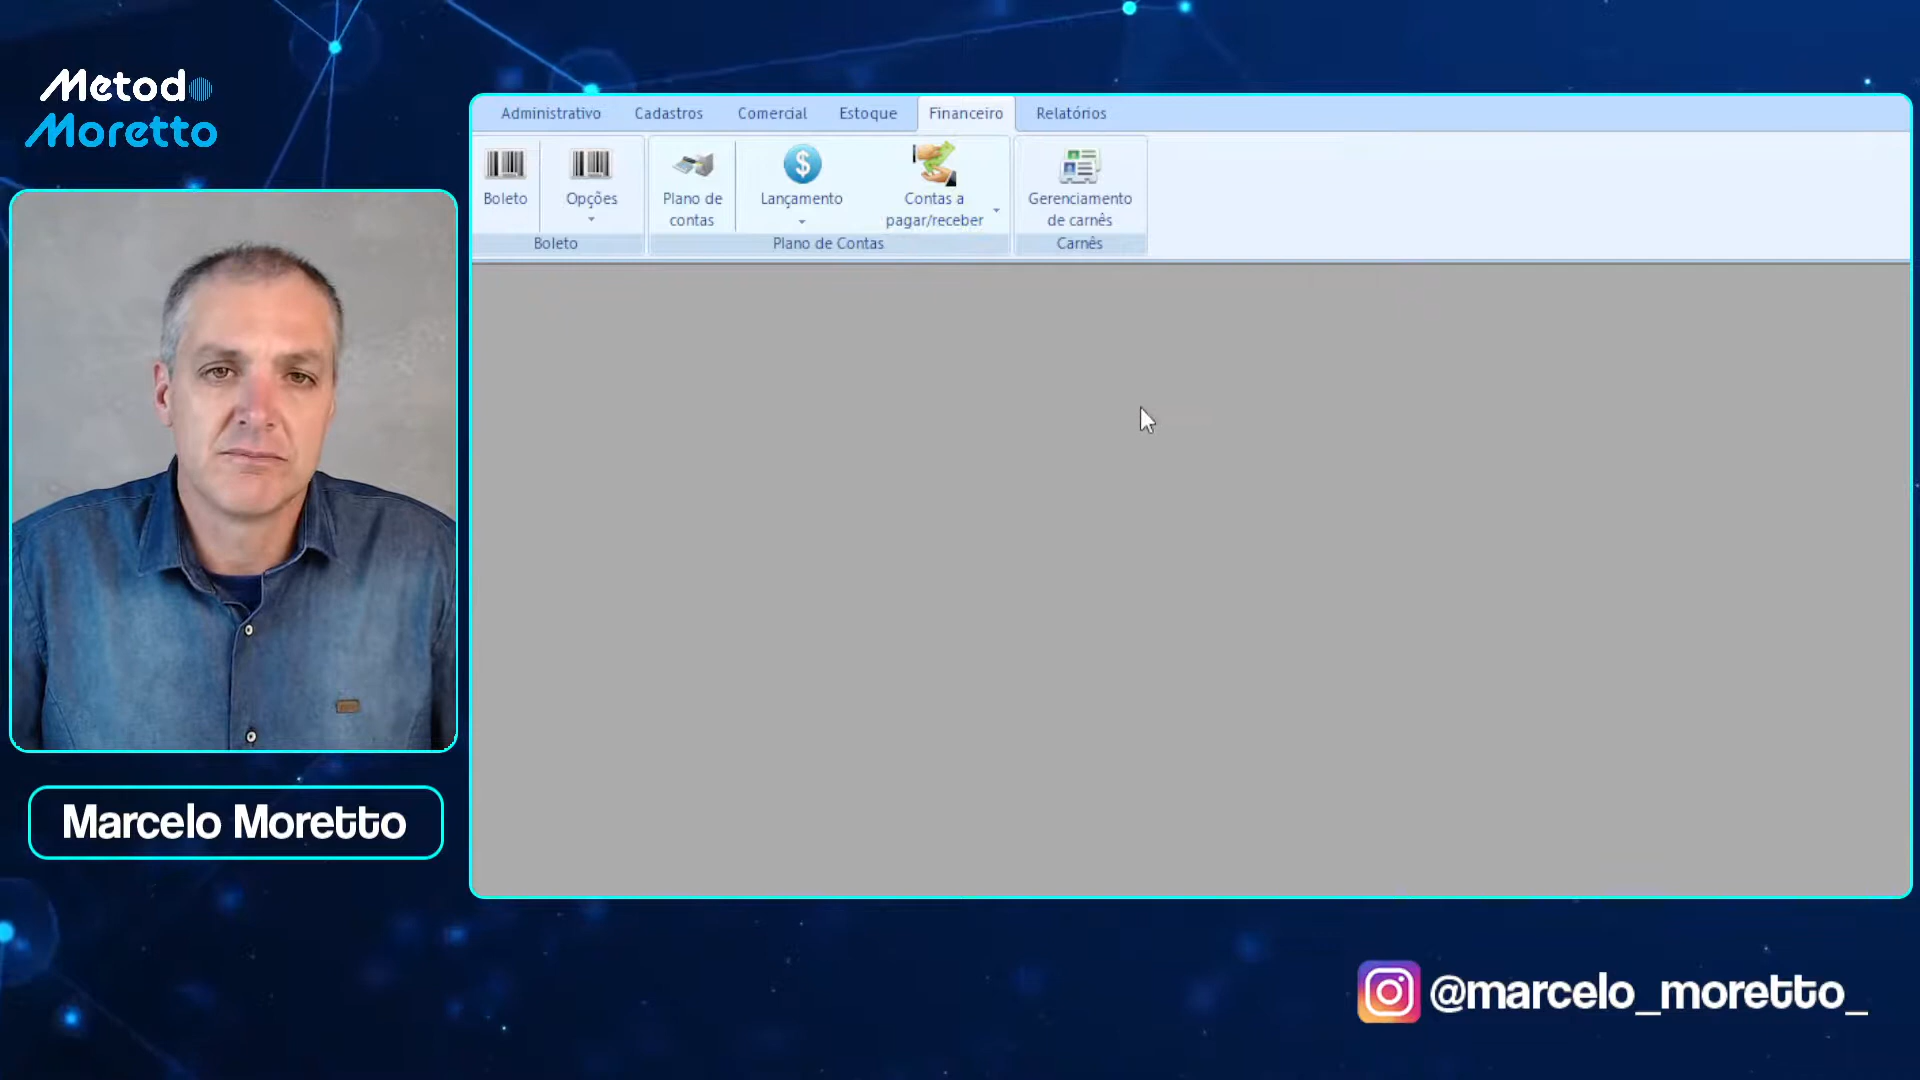 Metodo
Moretto
Administrativo Cadastros Comercial Estoque Financeiro Relatórios
Boleto
Opções
Boleto
Plano de
contas
Lançamento
Contas a
pagar/receber
Plano de Contas
Gerenciamento
de carnês
Carnês
Marcelo Moretto
@marcelo_moretto_